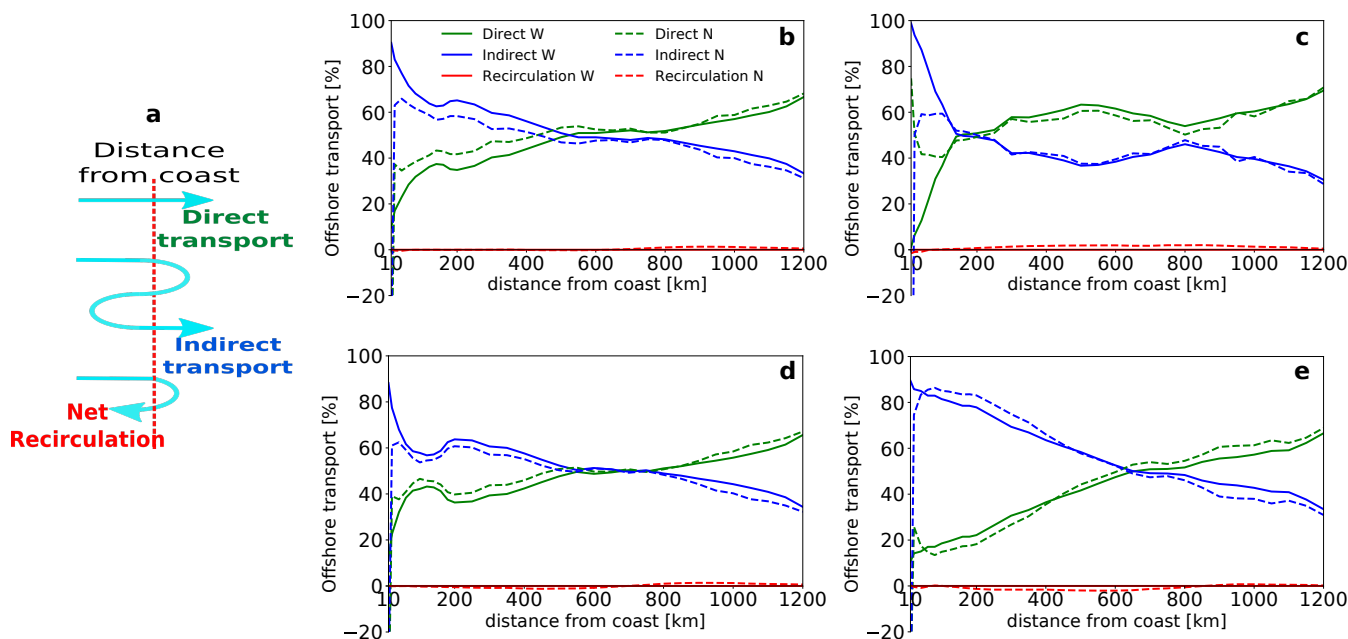 a
Distance
from coast
Direct
transport
Indirect
transport
Net
Recirculation
b
Direct W
Direct N
Indirect W
Indirect N
Recirculation W
Recirculation N
Offshore transport [%]
100
80
60
40
20
0
−20
10 200 400 600 800 1000 1200
distance from coast [km]
c
Offshore transport [%]
100
80
60
40
20
0
−20
10 200 400 600 800 1000 1200
distance from coast [km]
d
Offshore transport [%]
100
80
60
40
20
0
−20
10 200 400 600 800 1000 1200
distance from coast [km]
e
Offshore transport [%]
100
80
60
40
20
0
−20
10 200 400 600 800 1000 1200
distance from coast [km]